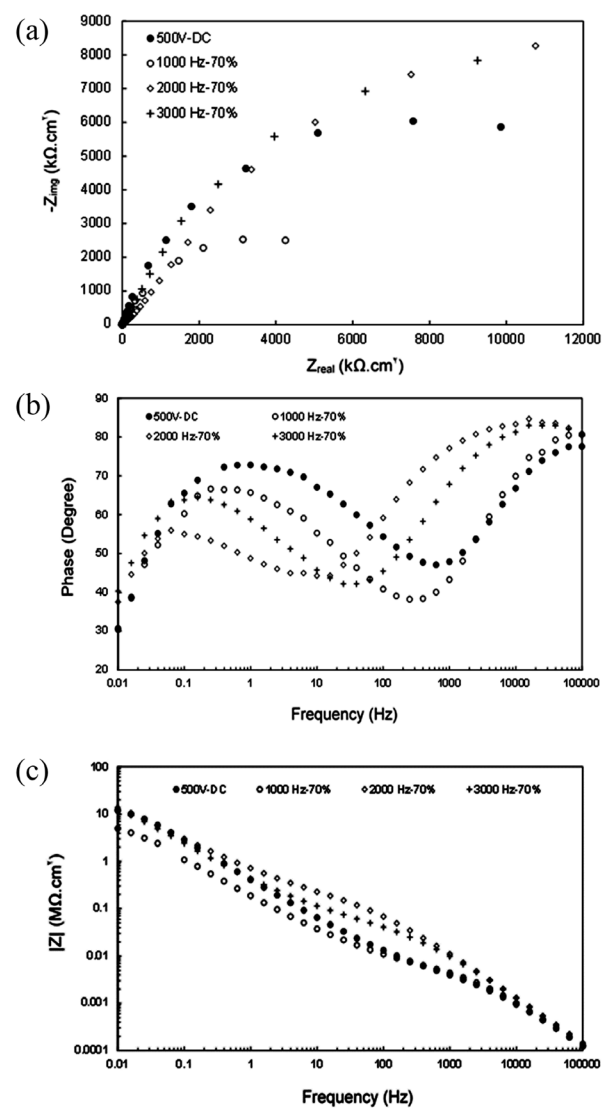 (a)
9000
8000
7000
6000
5000
4000
3000
2000
1000
0
-Zimg (kΩ.cm٢)
500V-DC
1000 Hz-70%
2000 Hz-70%
3000 Hz-70%
0 2000 4000 6000 8000 10000 12000
Zreal (kΩ.cm٢)
(b)
90
80
70
60
50
40
30
20
Phase (Degree)
500V-DC 1000 Hz-70%
2000 Hz-70% 3000 Hz-70%
0.01 0.1 1 10 100 1000 10000 100000
Frequency (Hz)
(c)
100
10
1
0.1
0.01
0.001
0.0001
|Z| (MΩ.cm٢)
500V-DC 1000 Hz-70% 2000 Hz-70% 3000 Hz-70%
0.01 0.1 1 10 100 1000 10000 100000
Frequency (Hz)